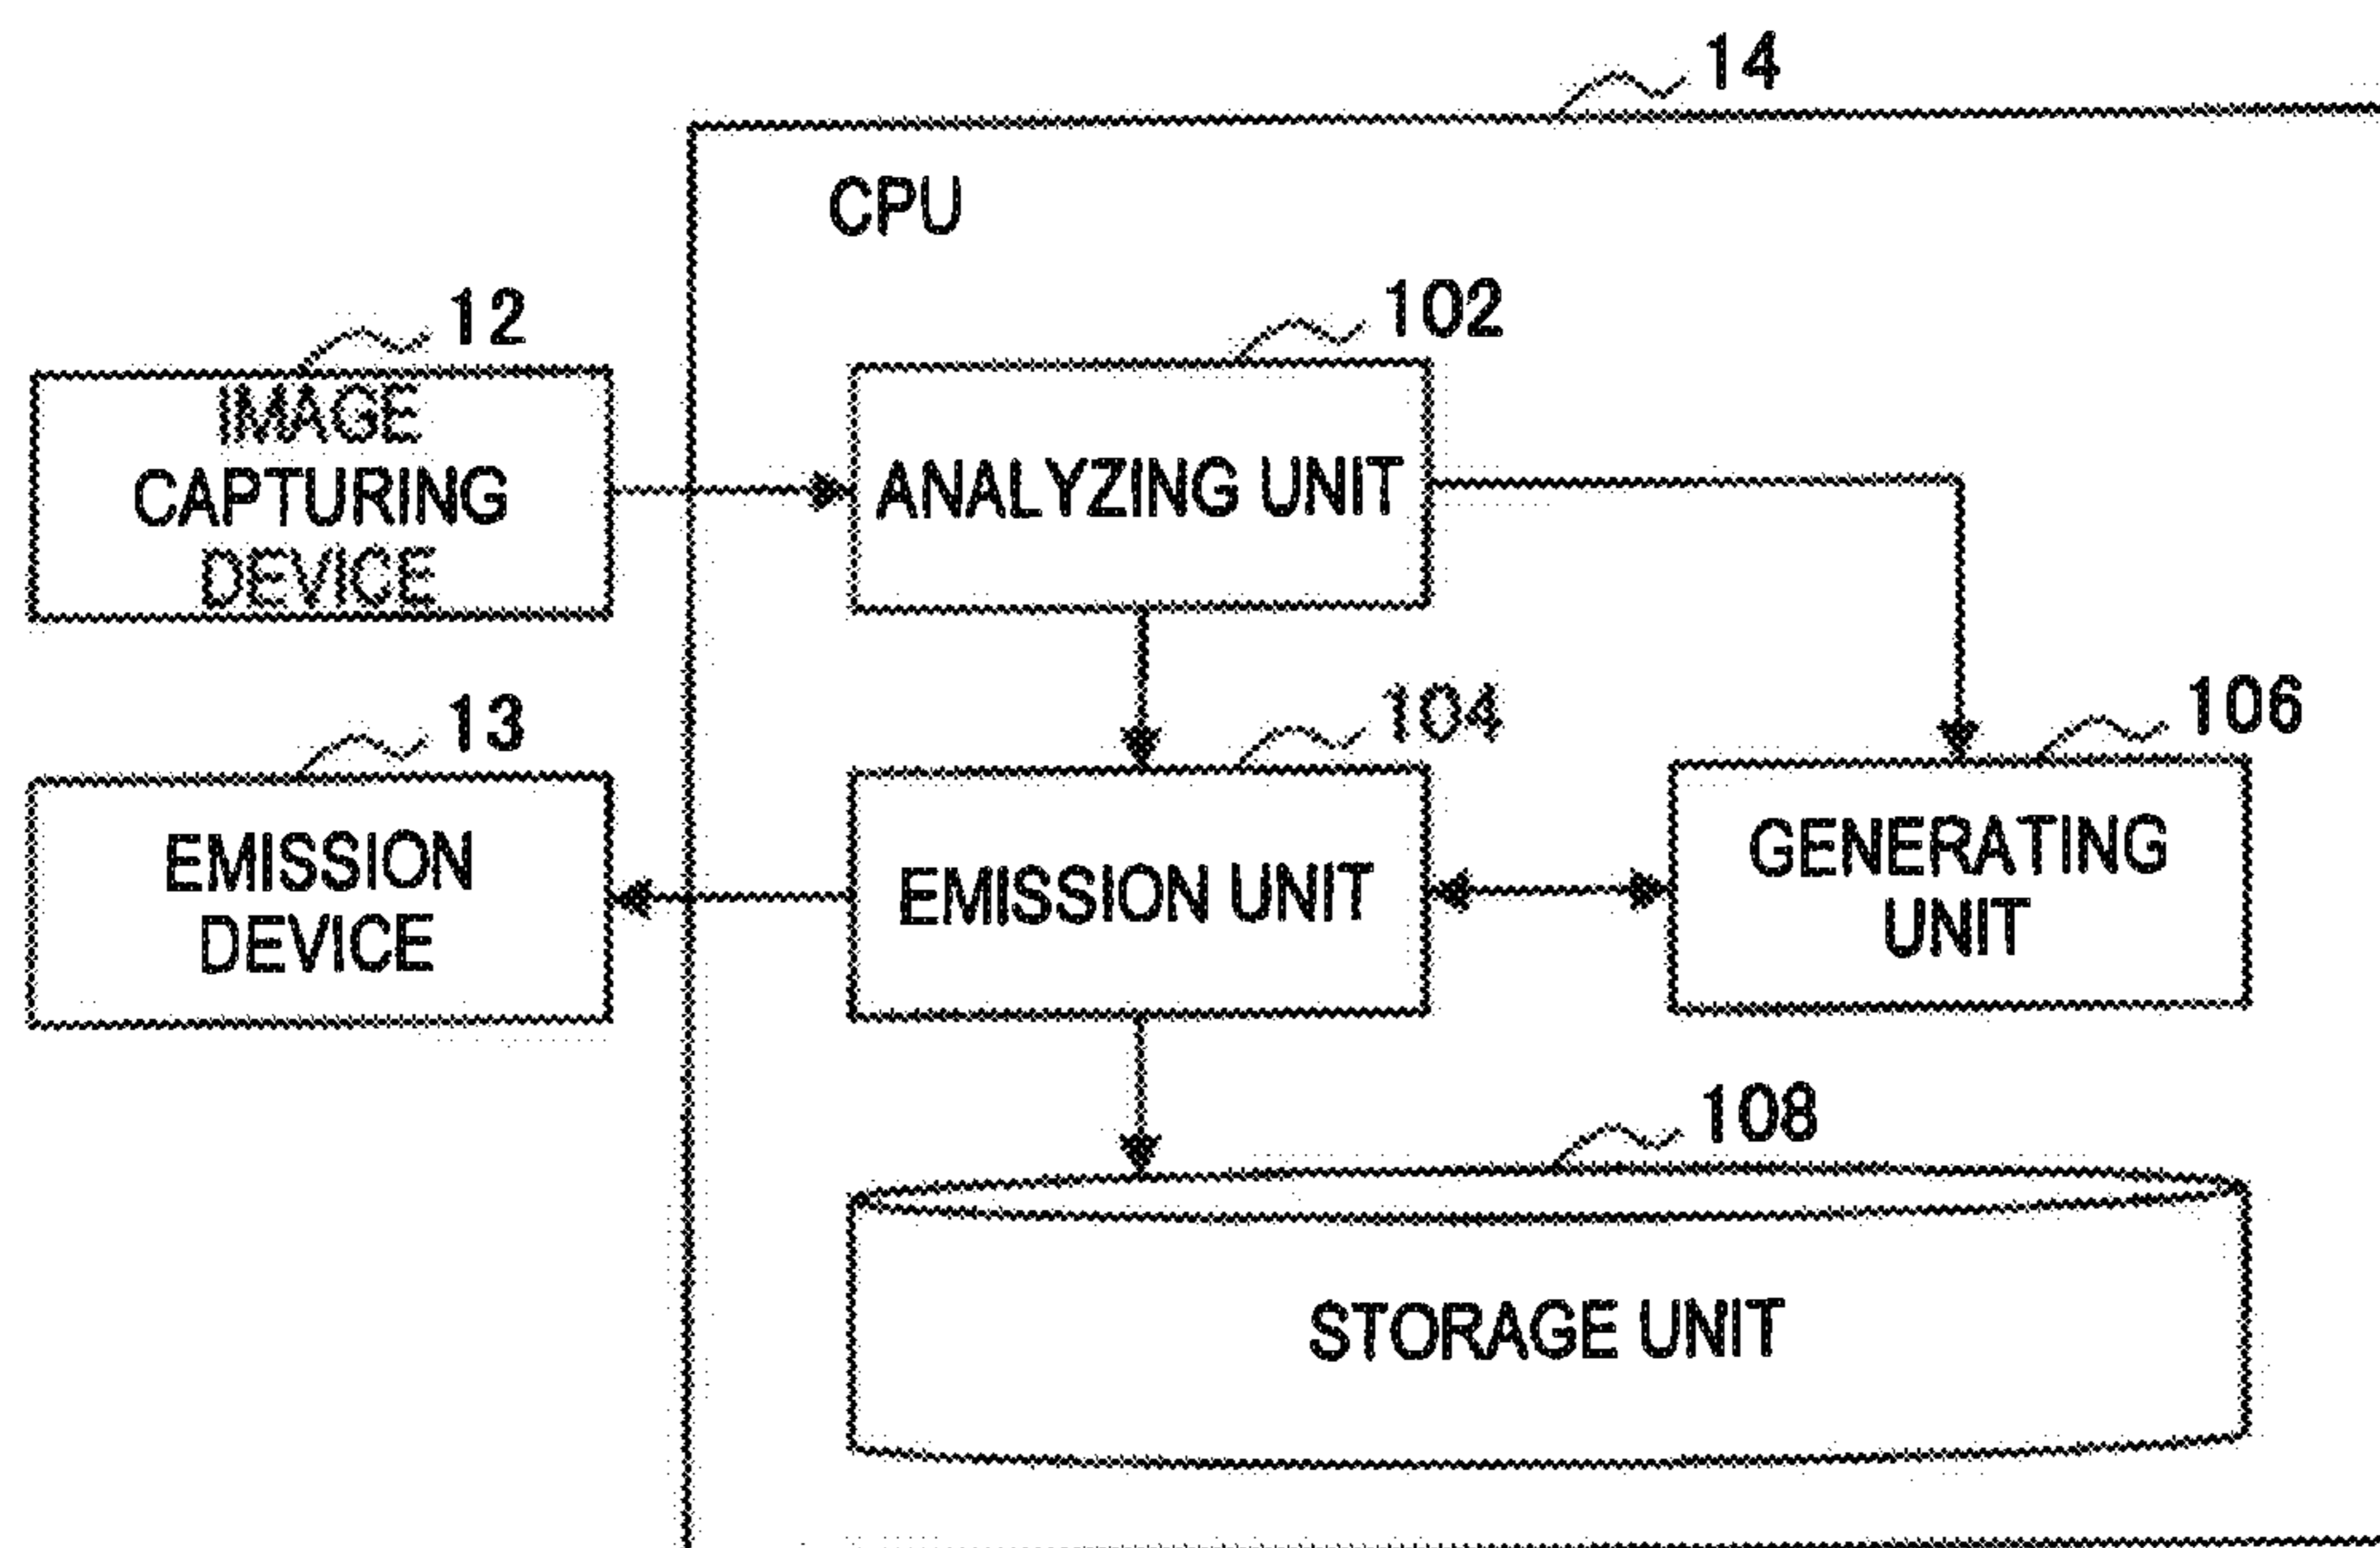 14
CPU
12
102
IMAGE
CAPTURING
DEVICE
ANALYZING UNIT
13
104
106
EMISSION
DEVICE
EMISSION UNIT
GENERATING
UNIT
108
STORAGE UNIT